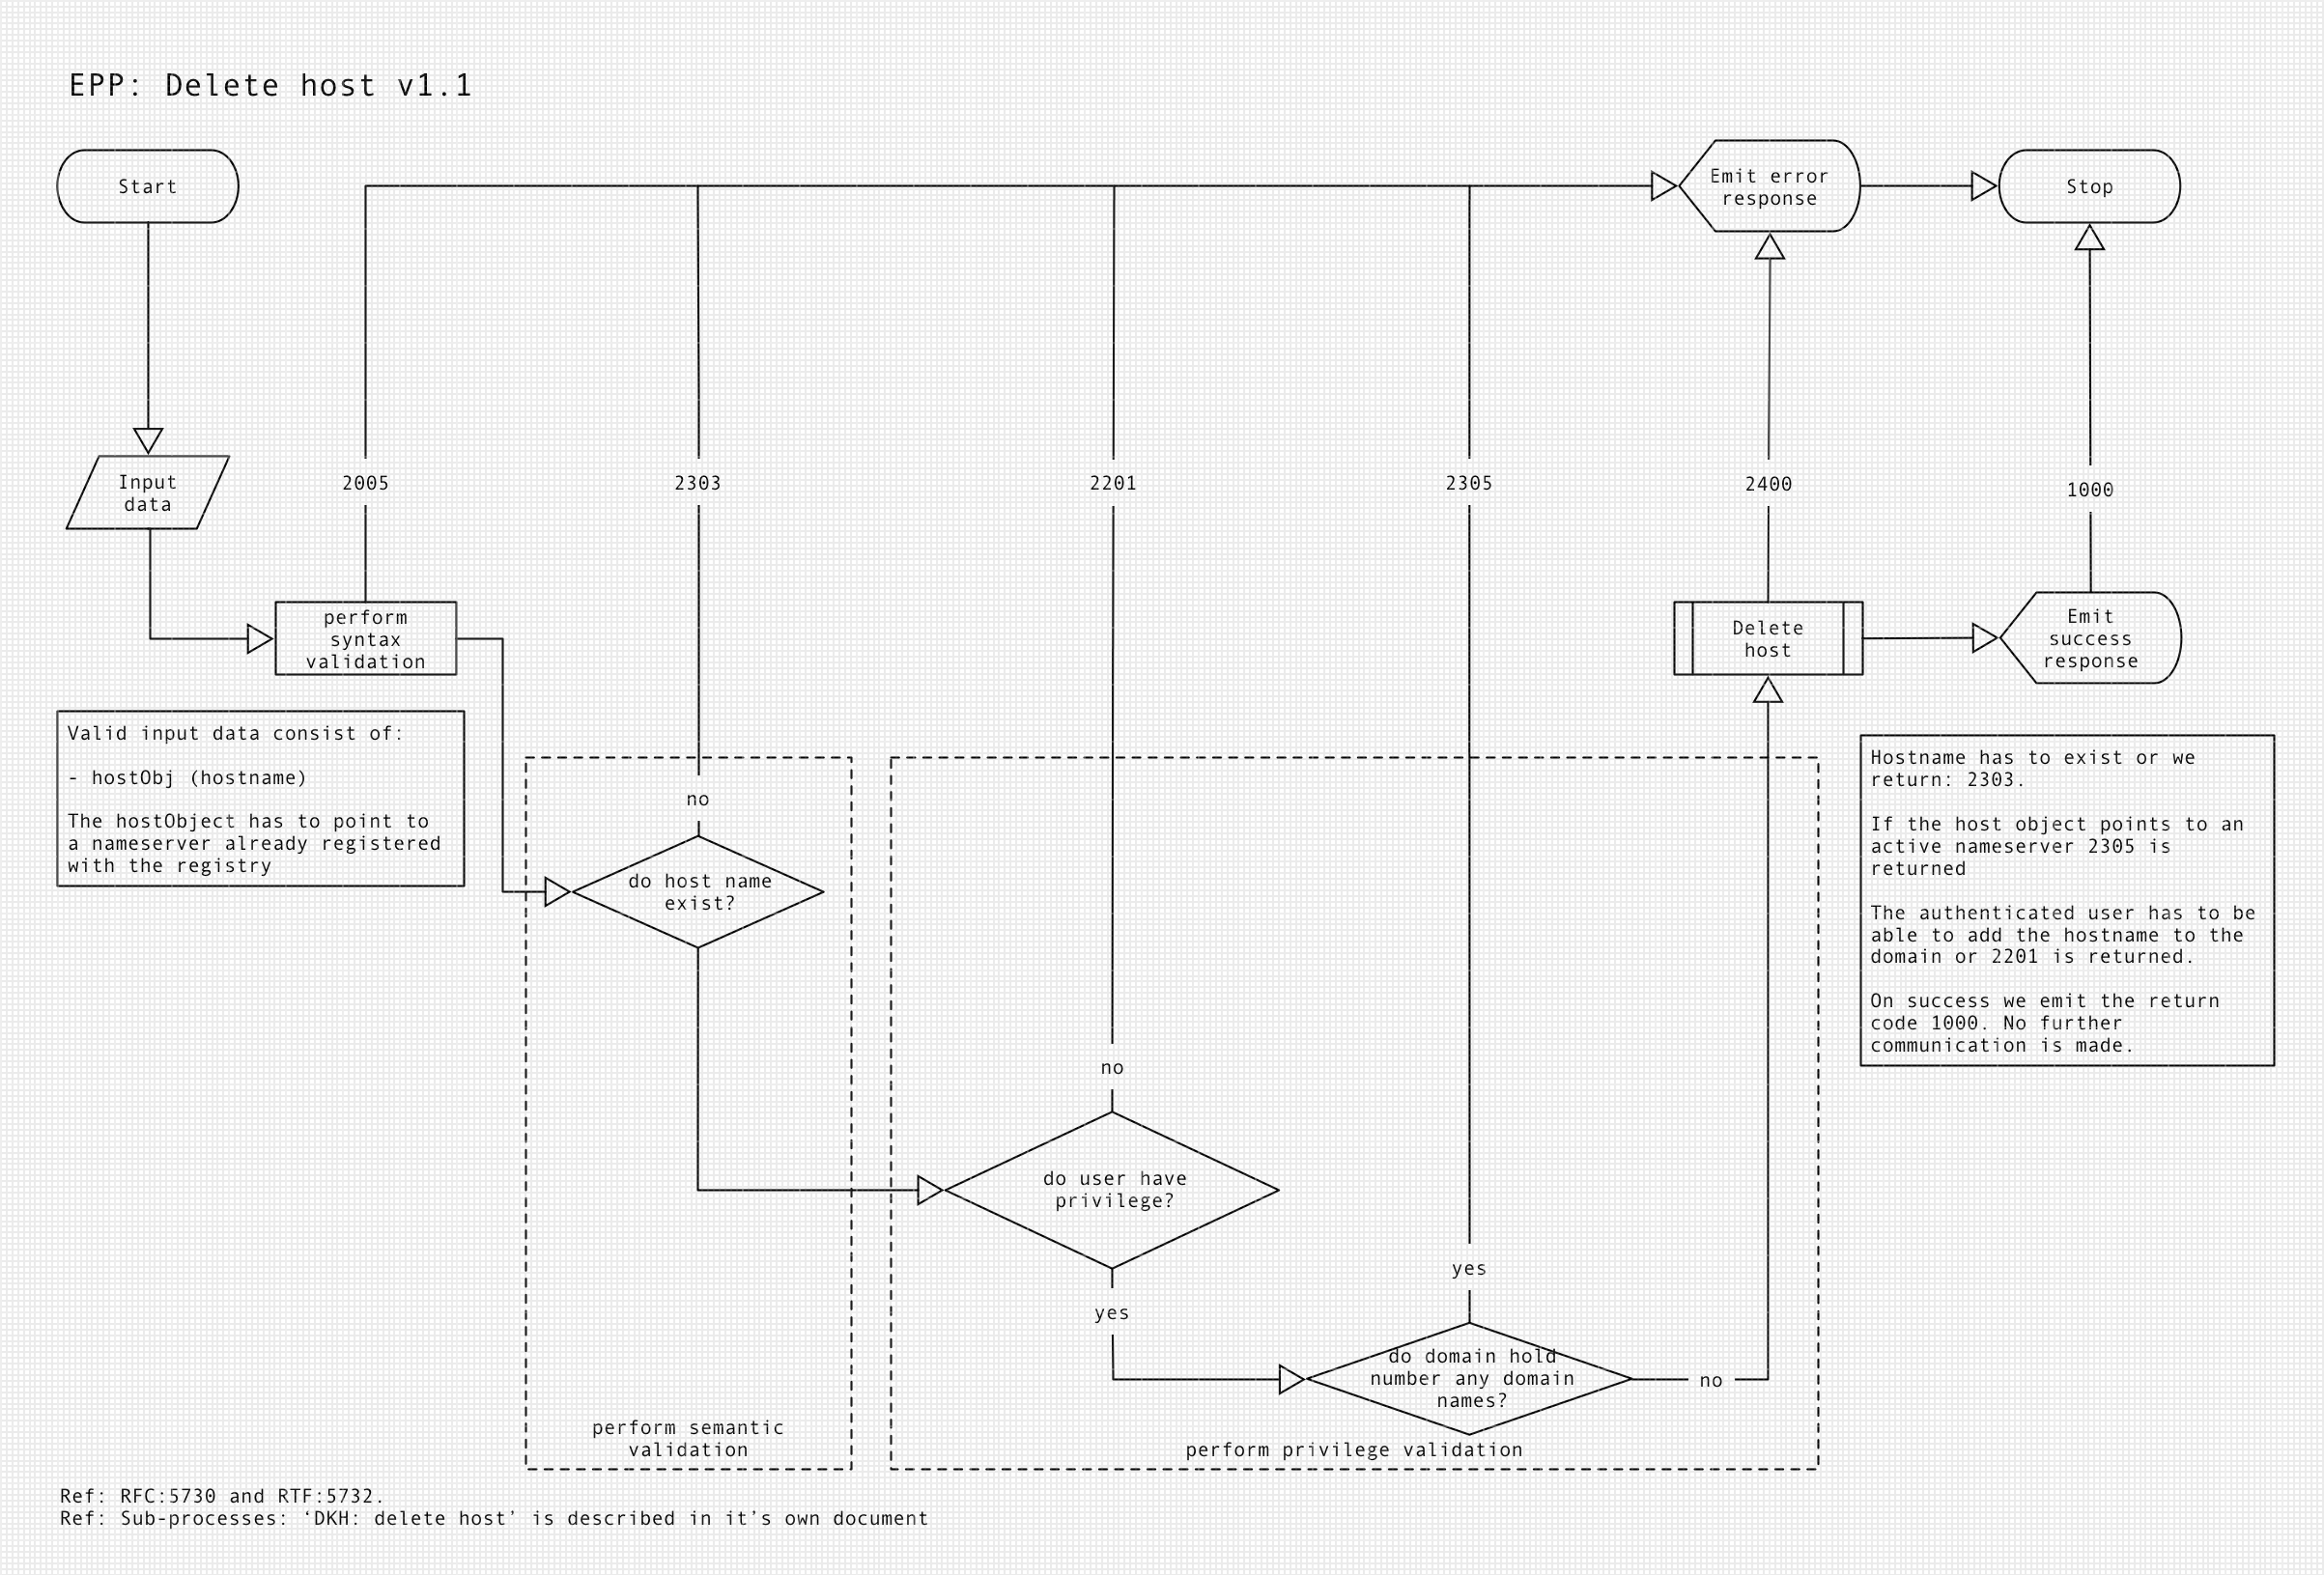 EPP: Delete host v1.1
Start
Emit error
response
Stop
Input
data
2005
2303
2201
2305
2400
1000
perform
syntax
validation
Delete
host
Emit
success
response
Valid input data consist of:
- hostObj (hostname)
The hostObject has to point to
a nameserver already registered
with the registry
no
do host name
exist?
Hostname has to exist or we
return: 2303.
If the host object points to an
active nameserver 2305 is
returned
The authenticated user has to be
able to add the hostname to the
domain or 2201 is returned.
On success we emit the return
code 1000. No further
communication is made.
no
do user have
privilege?
yes
yes
do domain hold
number any domain
names?
no
perform semantic
validation
perform privilege validation
Ref: RFC:5730 and RTF:5732.
Ref: Sub-processes: ‘DKH: delete host’ is described in it’s own document